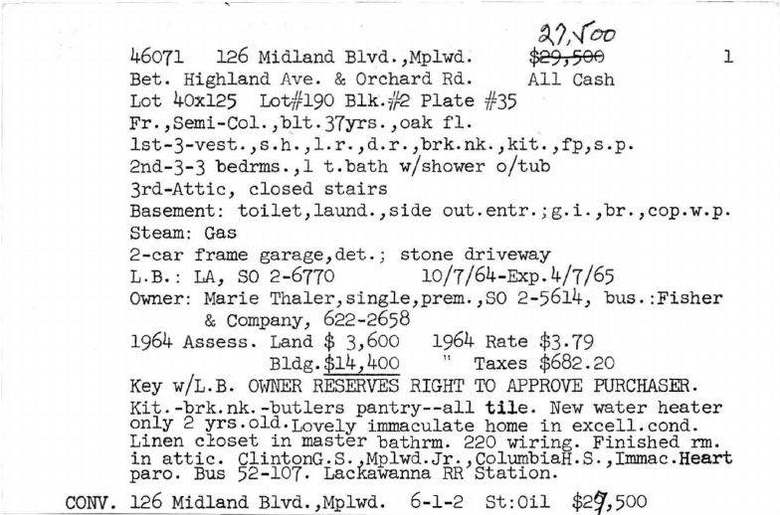 27,500
46071 126 Midland Blvd.,Mplwd. $29,500 1
Bet. Highland Ave. & Orchard Rd. All Cash
Lot 40x125 Lot#190 Blk.#2 Plate #35
Fr.,Semi-Col.,blt.37yrs.,oak fl.
1st-3-vest.,s.h.,l.r.,d.r.,brk.nk.,kit.,fp,s.p.
2nd-3-3 bedrms.,1 t.bath w/shower o/tub
3rd-Attic, closed stairs
Basement: toilet,laund.,side out.entr.;g.i.,br.,cop.w.p.
Steam: Gas
2-car frame garage,det.; stone driveway
L.B.: LA, SO 2-6770 10/7/64-Exp.4/7/65
Owner: Marie Thaler,single,prem.,SO 2-5614, bus.:Fisher
& Company, 622-2658
1964 Assess. Land $ 3,600 1964 Rate $3.79
Bldg.$14,400 " Taxes $682.20
Key w/L.B. OWNER RESERVES RIGHT TO APPROVE PURCHASER.
Kit.-brk.nk.-butlers pantry--all tile. New water heater
only 2 yrs.old.Lovely immaculate home in excell.cond.
Linen closet in master bathrm. 220 wiring. Finished rm.
in attic. ClintonG.S.,Mplwd.Jr.,ColumbiaH.S.,Immac.Heart
paro. Bus 52-107. Lackawanna RR Station.
CONV. 126 Midland Blvd.,Mplwd. 6-1-2 St:Oil $27,500